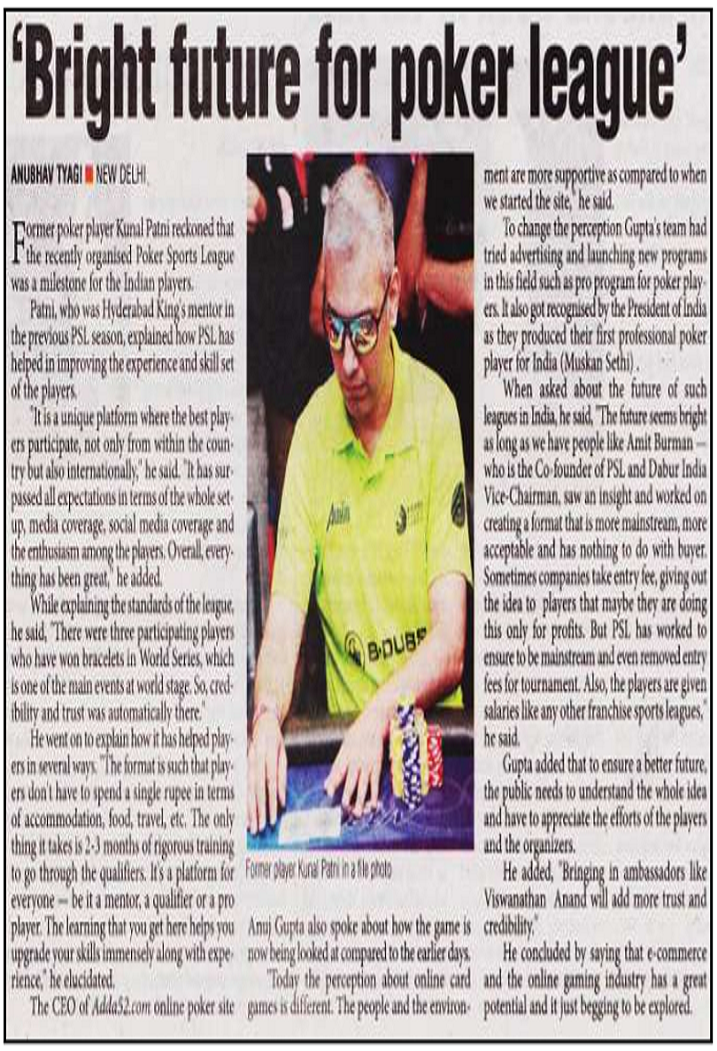 ‘Bright future for poker league’
ANUBHAV TYAGI ■ NEW DELHI
Former poker player Kunal Patni reckoned that
the recently organised Poker Sports League
was a milestone for the Indian players.
Patni, who was Hyderabad King's mentor in
the previous PSL season, explained how PSL has
helped in improving the experience and skill set
of the players.
"It is a unique platform where the best play-
ers participate, not only from within the coun-
try but also internationally," he said. "It has sur-
passed all expectations in terms of the whole set-
up, media coverage, social media coverage and
the enthusiasm among the players. Overall, every-
thing has been great," he added.
While explaining the standards of the league,
he said, "There were three participating players
who have won bracelets in World Series, which
is one of the main events at world stage. So, cred-
ibility and trust was automatically there."
He went on to explain how it has helped play-
ers in several ways. "The format is such that play-
ers don't have to spend a single rupee in terms
of accommodation, food, travel, etc. The only
thing it takes is 2-3 months of rigorous training
to go through the qualifiers. It's a platform for
everyone — be it a mentor, a qualifier or a pro
player. The learning that you get here helps you
upgrade your skills immensely along with expe-
rience," he elucidated.
The CEO of Adda52.com online poker site
B-DUBS
Former player Kunal Patni in a file photo
Anuj Gupta also spoke about how the game is
now being looked at compared to the earlier days.
"Today the perception about online card
games is different. The people and the environ-
ment are more supportive as compared to when
we started the site," he said.
To change the perception Gupta's team had
tried advertising and launching new programs
in this field such as pro program for poker play-
ers. It also got recognised by the President of India
as they produced their first professional poker
player for India (Muskan Sethi) .
When asked about the future of such
leagues in India, he said, "The future seems bright
as long as we have people like Amit Burman —
who is the Co-founder of PSL and Dabur India
Vice-Chairman, saw an insight and worked on
creating a format that is more mainstream, more
acceptable and has nothing to do with buyer.
Sometimes companies take entry fee, giving out
the idea to players that maybe they are doing
this only for profits. But PSL has worked to
ensure to be mainstream and even removed entry
fees for tournament. Also, the players are given
salaries like any other franchise sports leagues,"
he said.
Gupta added that to ensure a better future,
the public needs to understand the whole idea
and have to appreciate the efforts of the players
and the organizers.
He added, "Bringing in ambassadors like
Viswanathan Anand will add more trust and
credibility."
He concluded by saying that e-commerce
and the online gaming industry has a great
potential and it just begging to be explored.